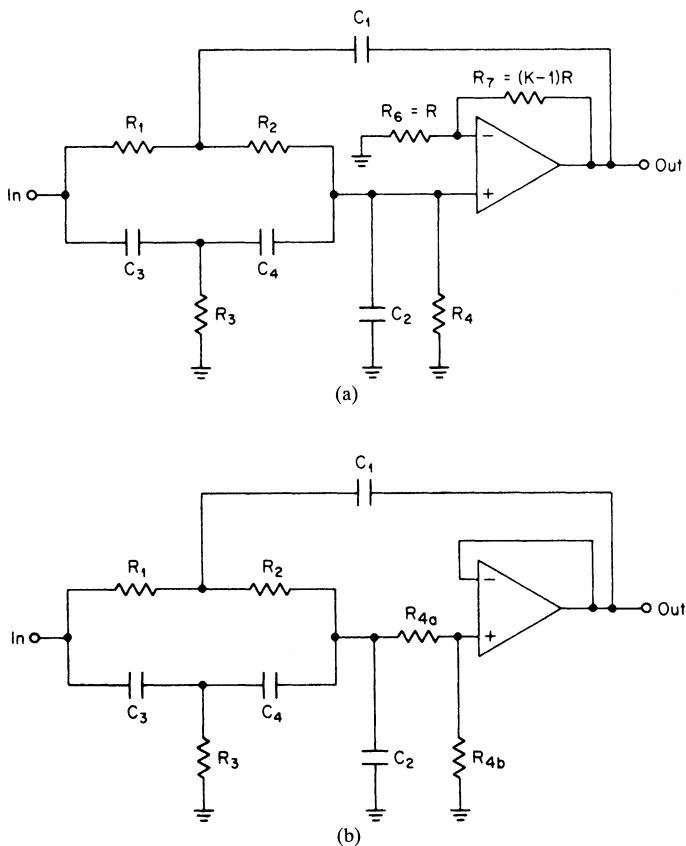 C1
R7 = (K-1)R
R6 = R
R1
R2
In
Out
C3
C4
R3
C2
R4
(a)
C1
R1
R2
R4a
In
Out
C3
C4
R3
C2
R4b
(b)